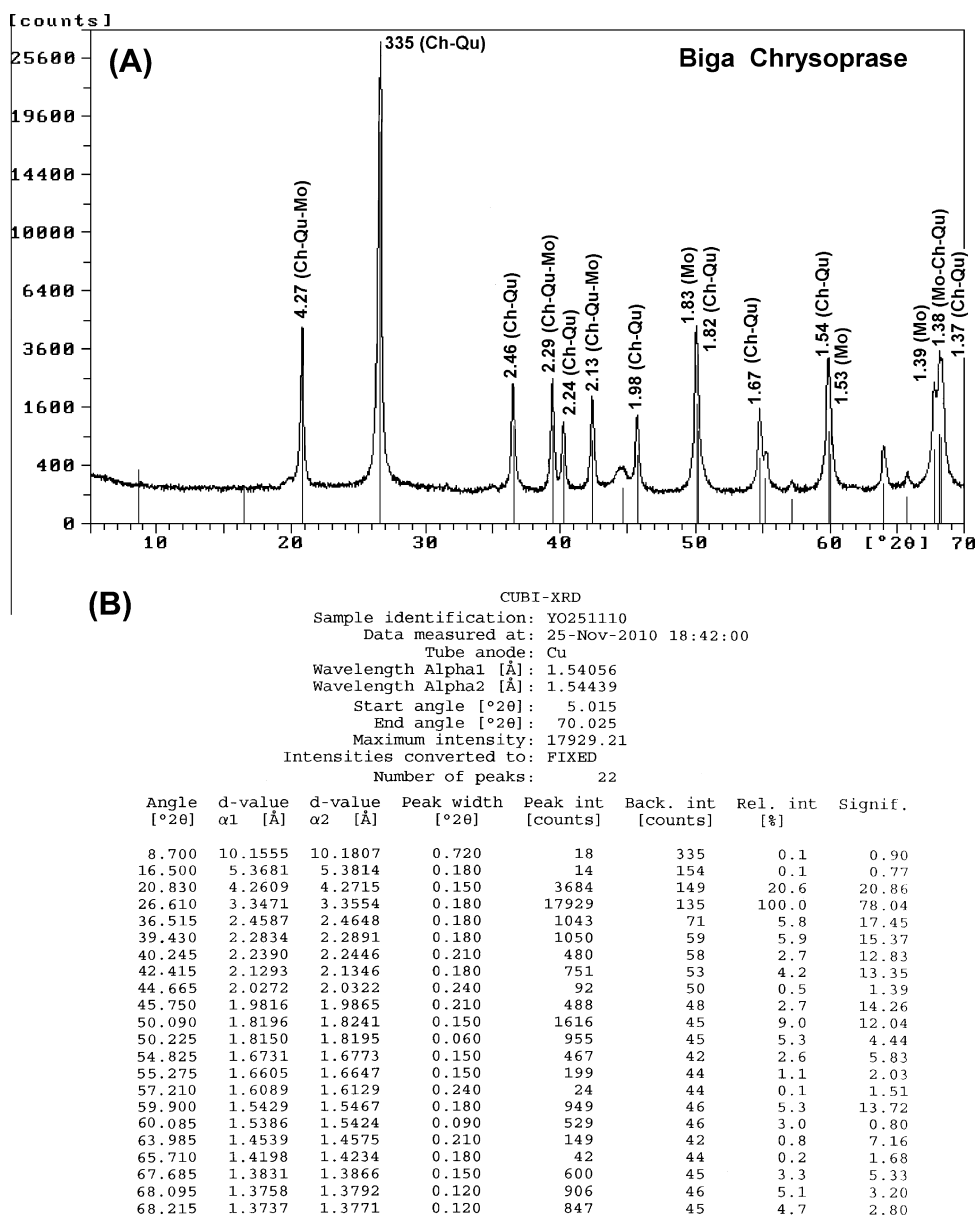 [counts]
(A)
Biga Chrysoprase
335 (Ch-Qu)
4.27 (Ch-Qu-Mo)
2.46 (Ch-Qu)
2.29 (Ch-Qu-Mo)
2.24 (Ch-Qu)
2.13 (Ch-Qu-Mo)
1.98 (Ch-Qu)
1.83 (Mo)
1.82 (Ch-Qu)
1.67 (Ch-Qu)
1.54 (Ch-Qu)
1.53 (Mo)
1.39 (Mo)
1.38 (Mo-Ch-Qu)
1.37 (Ch-Qu)
25600
19600
14400
10000
6400
3600
1600
400
0
10 20 30 40 50 60 [°2θ] 70
(B)
CUBI-XRD
Sample identification: YO251110
Data measured at: 25-Nov-2010 18:42:00
Tube anode: Cu
Wavelength Alpha1 [Å]: 1.54056
Wavelength Alpha2 [Å]: 1.54439
Start angle [°2θ]: 5.015
End angle [°2θ]: 70.025
Maximum intensity: 17929.21
Intensities converted to: FIXED
Number of peaks: 22
Angle d-value d-value Peak width Peak int Back. int Rel. int Signif.
[°2θ] α1 [Å] α2 [Å] [°2θ] [counts] [counts] [%]
8.700 10.1555 10.1807 0.720 18 335 0.1 0.90
16.500 5.3681 5.3814 0.180 14 154 0.1 0.77
20.830 4.2609 4.2715 0.150 3684 149 20.6 20.86
26.610 3.3471 3.3554 0.180 17929 135 100.0 78.04
36.515 2.4587 2.4648 0.180 1043 71 5.8 17.45
39.430 2.2834 2.2891 0.180 1050 59 5.9 15.37
40.245 2.2390 2.2446 0.210 480 58 2.7 12.83
42.415 2.1293 2.1346 0.180 751 53 4.2 13.35
44.665 2.0272 2.0322 0.240 92 50 0.5 1.39
45.750 1.9816 1.9865 0.210 488 48 2.7 14.26
50.090 1.8196 1.8241 0.150 1616 45 9.0 12.04
50.225 1.8150 1.8195 0.060 955 45 5.3 4.44
54.825 1.6731 1.6773 0.150 467 42 2.6 5.83
55.275 1.6605 1.6647 0.150 199 44 1.1 2.03
57.210 1.6089 1.6129 0.240 24 44 0.1 1.51
59.900 1.5429 1.5467 0.180 949 46 5.3 13.72
60.085 1.5386 1.5424 0.090 529 46 3.0 0.80
63.985 1.4539 1.4575 0.210 149 42 0.8 7.16
65.710 1.4198 1.4234 0.180 42 44 0.2 1.68
67.685 1.3831 1.3866 0.150 600 45 3.3 5.33
68.095 1.3758 1.3792 0.120 906 46 5.1 3.20
68.215 1.3737 1.3771 0.120 847 45 4.7 2.80